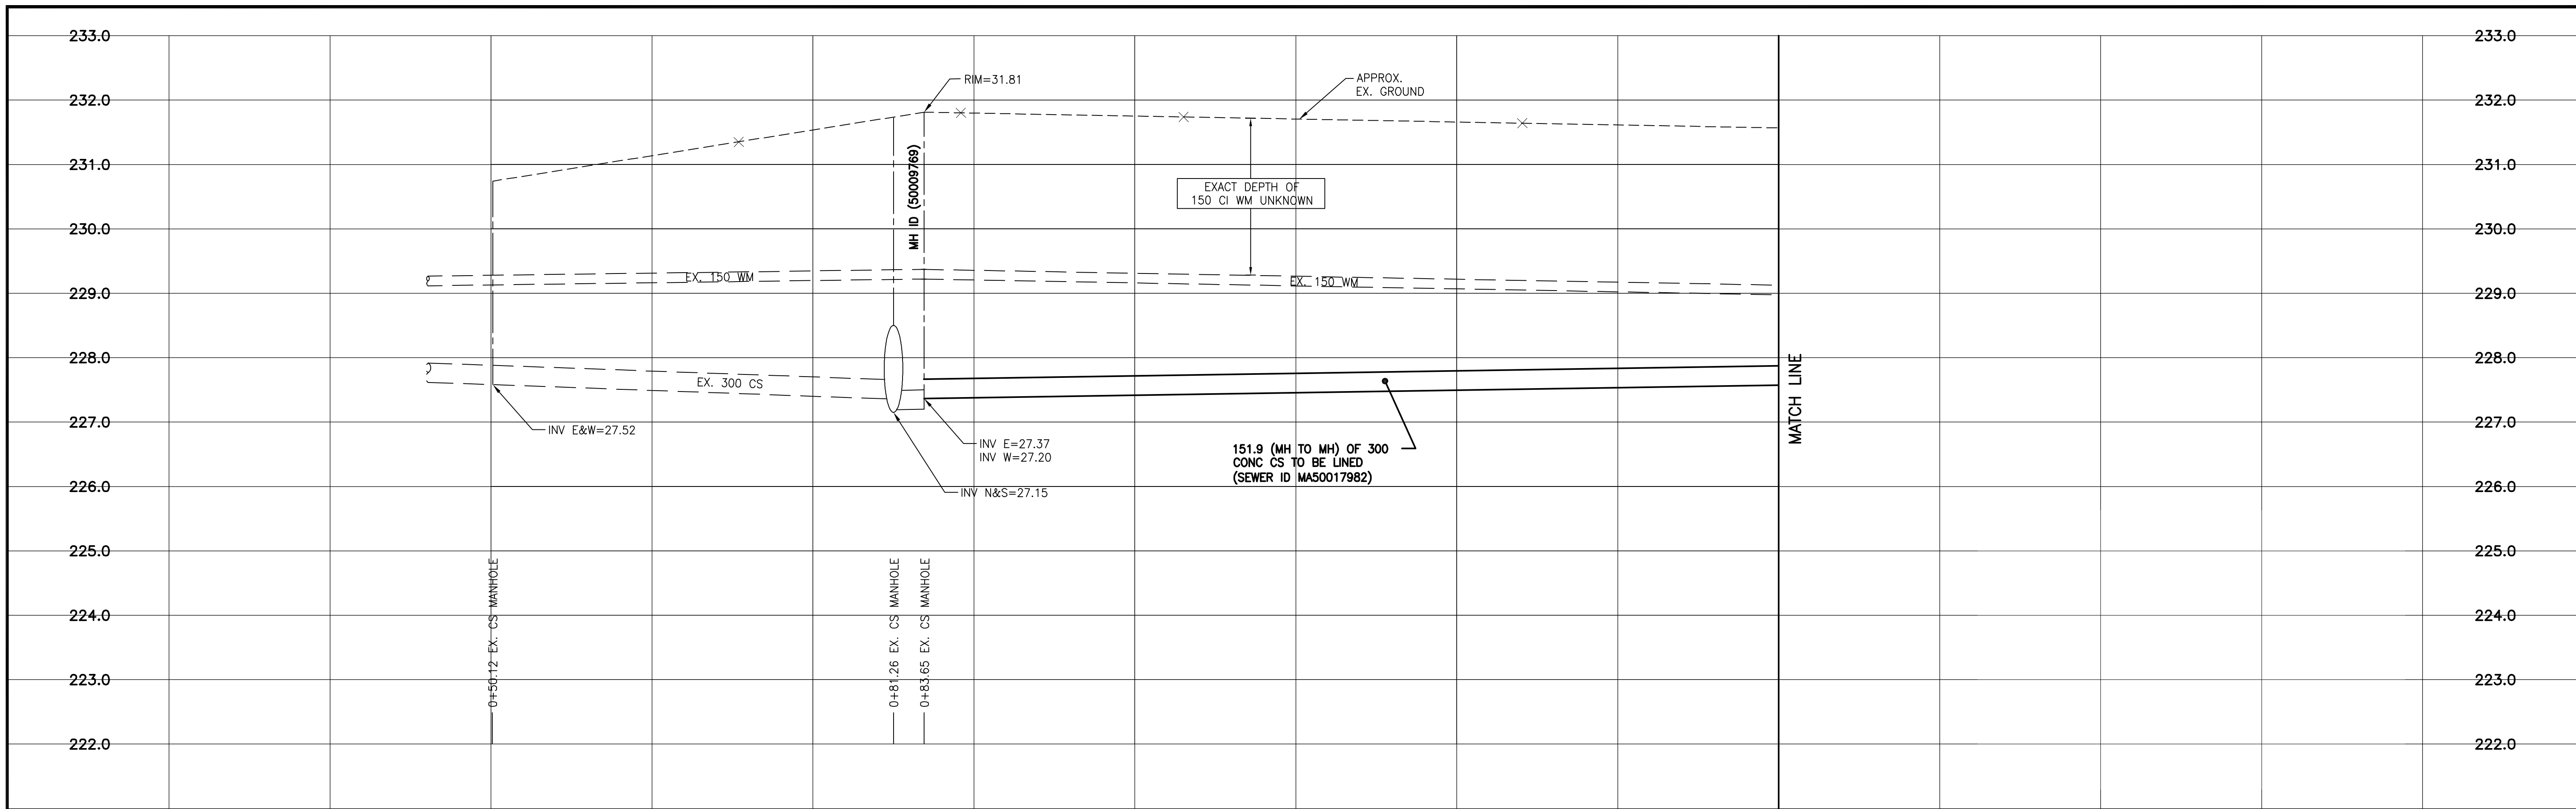 233.0
233.0
232.0
232.0
231.0
231.0
230.0
230.0
229.0
229.0
228.0
228.0
227.0
227.0
226.0
226.0
225.0
225.0
224.0
224.0
223.0
223.0
222.0
222.0
RIM=31.81
APPROX.
EX. GROUND
MH ID (50009769)
EXACT DEPTH OF
150 CI WM UNKNOWN
EX. 150 WM
EX. 150 WM
EX. 300 CS
INV E&W=27.52
INV E=27.37
INV W=27.20
INV N&S=27.15
151.9 (MH TO MH) OF 300
CONC CS TO BE LINED
(SEWER ID MA50017982)
MATCH LINE
0+50.12 EX. CS MANHOLE
0+81.26 EX. CS MANHOLE
0+83.65 EX. CS MANHOLE